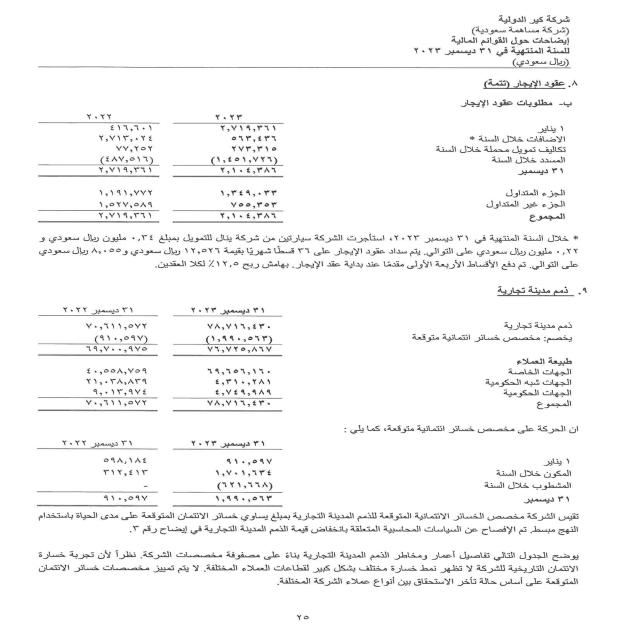 شركة كير الدولية
(شركة مساهمة سعودية)
إيضاحات حول القوائم المالية
للسنة المنتهية في ٣١ ديسمبر ٢٠٢٣
(ريال سعودي)
٨. عقود الإيجار (تتمة)
ب- مطلوبات عقود الإيجار
٢٠٢٣ ٢٠٢٢
١ يناير ٢,٧١٩,٣٦١ ٤١٦,٦٠١
الاضافات خلال السنة * ٥٦٣,٤٣٦ ٢,٧١٣,٠٢٤
تكاليف تمويل محملة خلال السنة ٢٧٣,٣١٥ ٧٧,٢٥٢
المسدد خلال السنة (١,٤٥١,٧٢٦) (٤٨٧,٥١٦)
٣١ ديسمبر ٢,١٠٤,٣٨٦ ٢,٧١٩,٣٦١
الجزء المتداول ١,٣٤٩,٠٣٣ ١,١٩١,٧٧٢
الجزء غير المتداول ٧٥٥,٣٥٣ ١,٥٢٧,٥٨٩
المجموع ٢,١٠٤,٣٨٦ ٢,٧١٩,٣٦١
* خلال السنة المنتهية في ٣١ ديسمبر ٢٠٢٣، استأجرت الشركة سيارتين من شركة ينال للتمويل بمبلغ ٠,٣٤ مليون ريال سعودي و
٠,٢٢ مليون ريال سعودي على التوالي. يتم سداد عقود الإيجار على ٣٦ قسطًا شهريًا بقيمة ١٢,٥٢٦ ريال سعودي و ٨,٠٥٥ ريال سعودي
على التوالي. تم دفع الأقساط الأربعة الأولى مقدمًا عند بداية عقد الإيجار. بهامش ربح ١٢,٥٪ لكلا العقدين.
٩. ذمم مدينة تجارية
٣١ ديسمبر ٢٠٢٣ ٣١ ديسمبر ٢٠٢٢
ذمم مدينة تجارية ٧٨,٧١٦,٤٣٠ ٧٠,٦١١,٥٧٢
يخصم: مخصص خسائر ائتمانية متوقعة (١,٩٩٠,٥٦٣) (٩١٠,٥٩٧)
٧٦,٧٢٥,٨٦٧ ٦٩,٧٠٠,٩٧٥
طبيعة العملاء
الجهات الخاصة ٦٩,٦٥٦,١٦٠ ٤٠,٥٥٨,٧٥٩
الجهات شبه الحكومية ٤,٣١٠,٢٨١ ٢١,٠٣٨,٨٣٩
الجهات الحكومية ٤,٧٤٩,٩٨٩ ٩,٠١٣,٩٧٤
المجموع ٧٨,٧١٦,٤٣٠ ٧٠,٦١١,٥٧٢
ان الحركة على مخصص خسائر ائتمانية متوقعة، كما يلي :
٣١ ديسمبر ٢٠٢٣ ٣١ ديسمبر ٢٠٢٢
١ يناير ٩١٠,٥٩٧ ٥٩٨,١٨٤
المكون خلال السنة ١,٧٠١,٦٣٤ ٣١٢,٤١٣
المشطوب خلال السنة (٦٢١,٦٦٨) -
٣١ ديسمبر ١,٩٩٠,٥٦٣ ٩١٠,٥٩٧
تقيس الشركة مخصص الخسائر الائتمانية المتوقعة للذمم المدينة التجارية بمبلغ يساوي خسائر الائتمان المتوقعة على مدى الحياة باستخدام
النهج مبسط. تم الإفصاح عن السياسات المحاسبية المتعلقة بانخفاض قيمة الذمم المدينة التجارية في إيضاح رقم ٣.
يوضح الجدول التالي تفاصيل أعمار ومخاطر الذمم المدينة التجارية بناءً على مصفوفة مخصصات الشركة. نظراً لأن تجربة خسارة
الائتمان التاريخية للشركة لا تظهر نمط خسارة مختلف بشكل كبير لقطاعات العملاء المختلفة. لا يتم تمييز مخصصات خسائر الائتمان
المتوقعة على أساس حالة تأخر الاستحقاق بين أنواع عملاء الشركة المختلفة.
٢٥